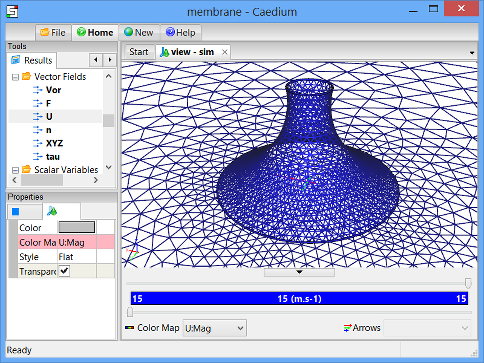 membrane - Caedium
File Home New Help
Tools
Results
Vector Fields
Vor
F
U
n
XYZ
tau
Scalar Variables
Properties
Color
Color Ma U:Mag
Style Flat
Transpare
Start view - sim
15 15 (m.s-1) 15
Color Map U:Mag Arrows
Ready